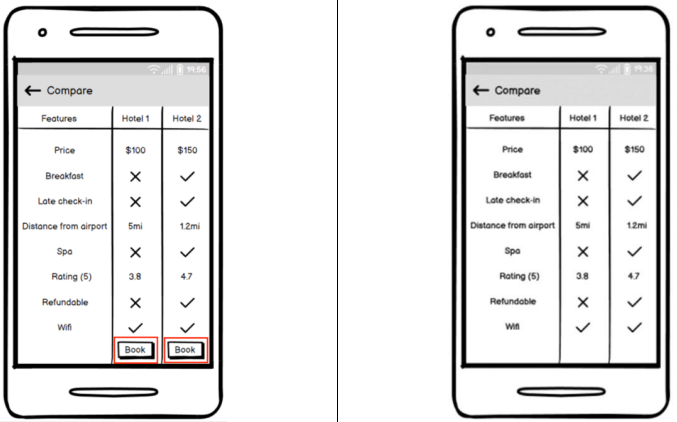 19:56
Compare
Features Hotel 1 Hotel 2
Price $100 $150
Breakfast
Late check-in
Distance from airport 5mi 1.2mi
Spa
Rating (5) 3.8 4.7
Refundable
Wifi
Book Book
Compare
Features Hotel 1 Hotel 2
Price $100 $150
Breakfast
Late check-in
Distance from airport 5mi 1.2mi
Spa
Rating (5) 3.8 4.7
Refundable
Wifi